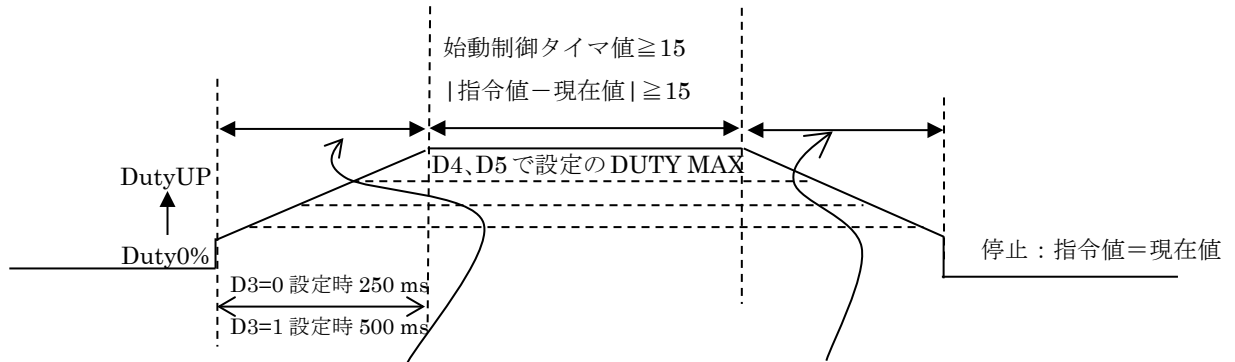 始動制御タイマ値≧15
|指令値－現在値|≧15
D4、D5で設定の DUTY MAX
DutyUP
Duty0%
停止：指令値＝現在値
D3=0 設定時 250 ms
D3=1 設定時 500 ms